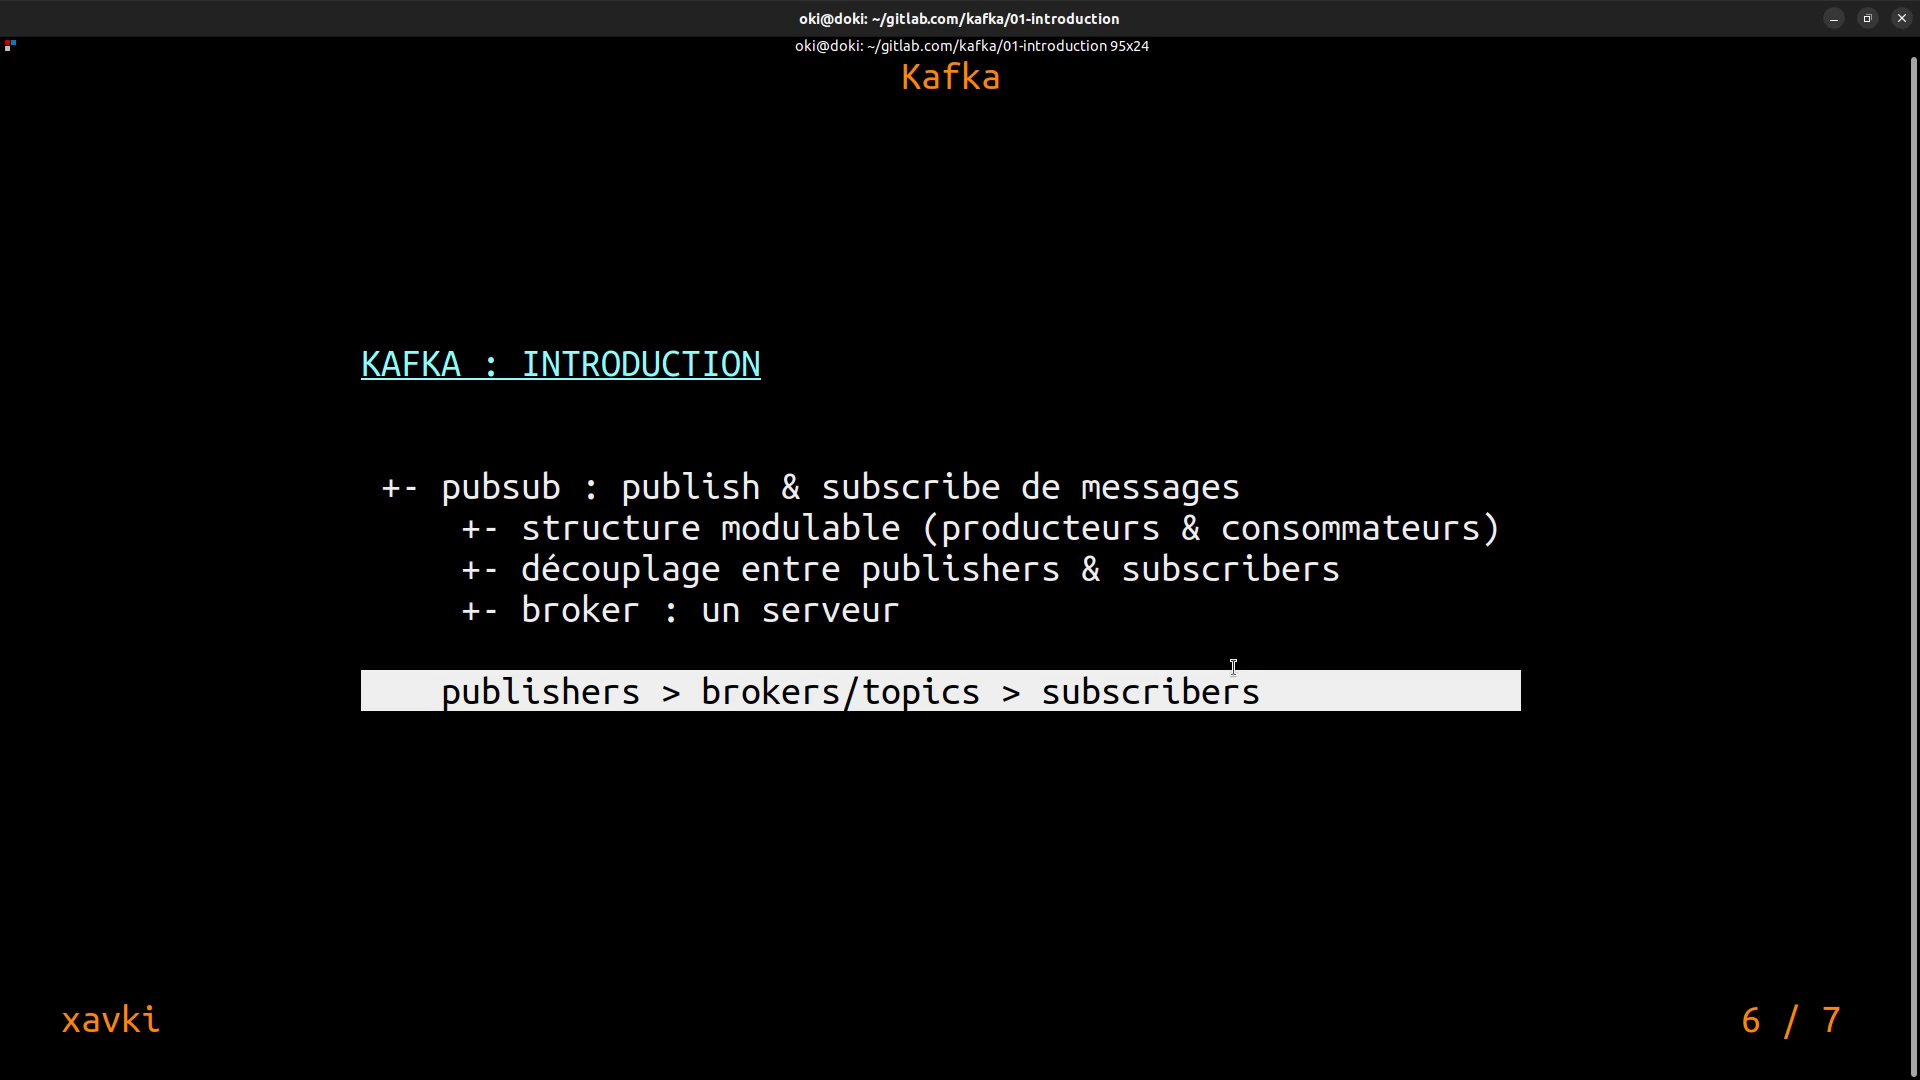 oki@doki: ~/gitlab.com/kafka/01-introduction
oki@doki: ~/gitlab.com/kafka/01-introduction 95x24
Kafka
KAFKA : INTRODUCTION
+- pubsub : publish & subscribe de messages
+- structure modulable (producteurs & consommateurs)
+- découplage entre publishers & subscribers
+- broker : un serveur
publishers > brokers/topics > subscribers
xavki
6 / 7